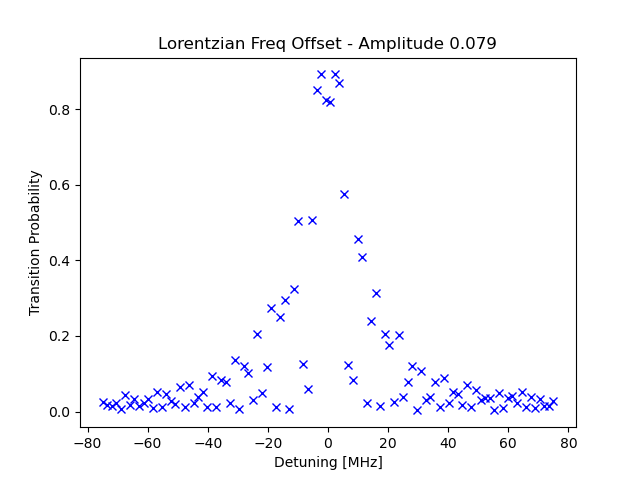 Lorentzian Freq Offset - Amplitude 0.079
Transition Probability
0.8
0.6
0.4
0.2
0.0
−80 −60 −40 −20 0 20 40 60 80
Detuning [MHz]